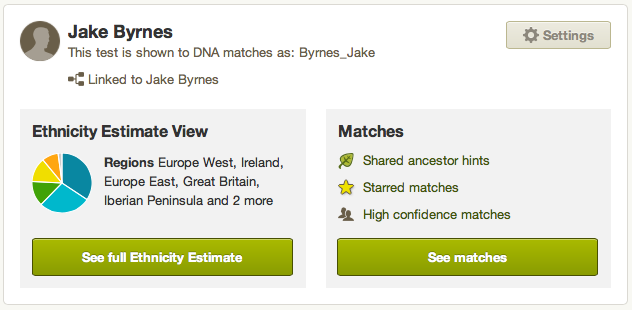 Jake Byrnes
This test is shown to DNA matches as: Byrnes_Jake
Settings
Linked to Jake Byrnes
Ethnicity Estimate View
Regions Europe West, Ireland,
Europe East, Great Britain,
Iberian Peninsula and 2 more
See full Ethnicity Estimate
Matches
Shared ancestor hints
Starred matches
High confidence matches
See matches